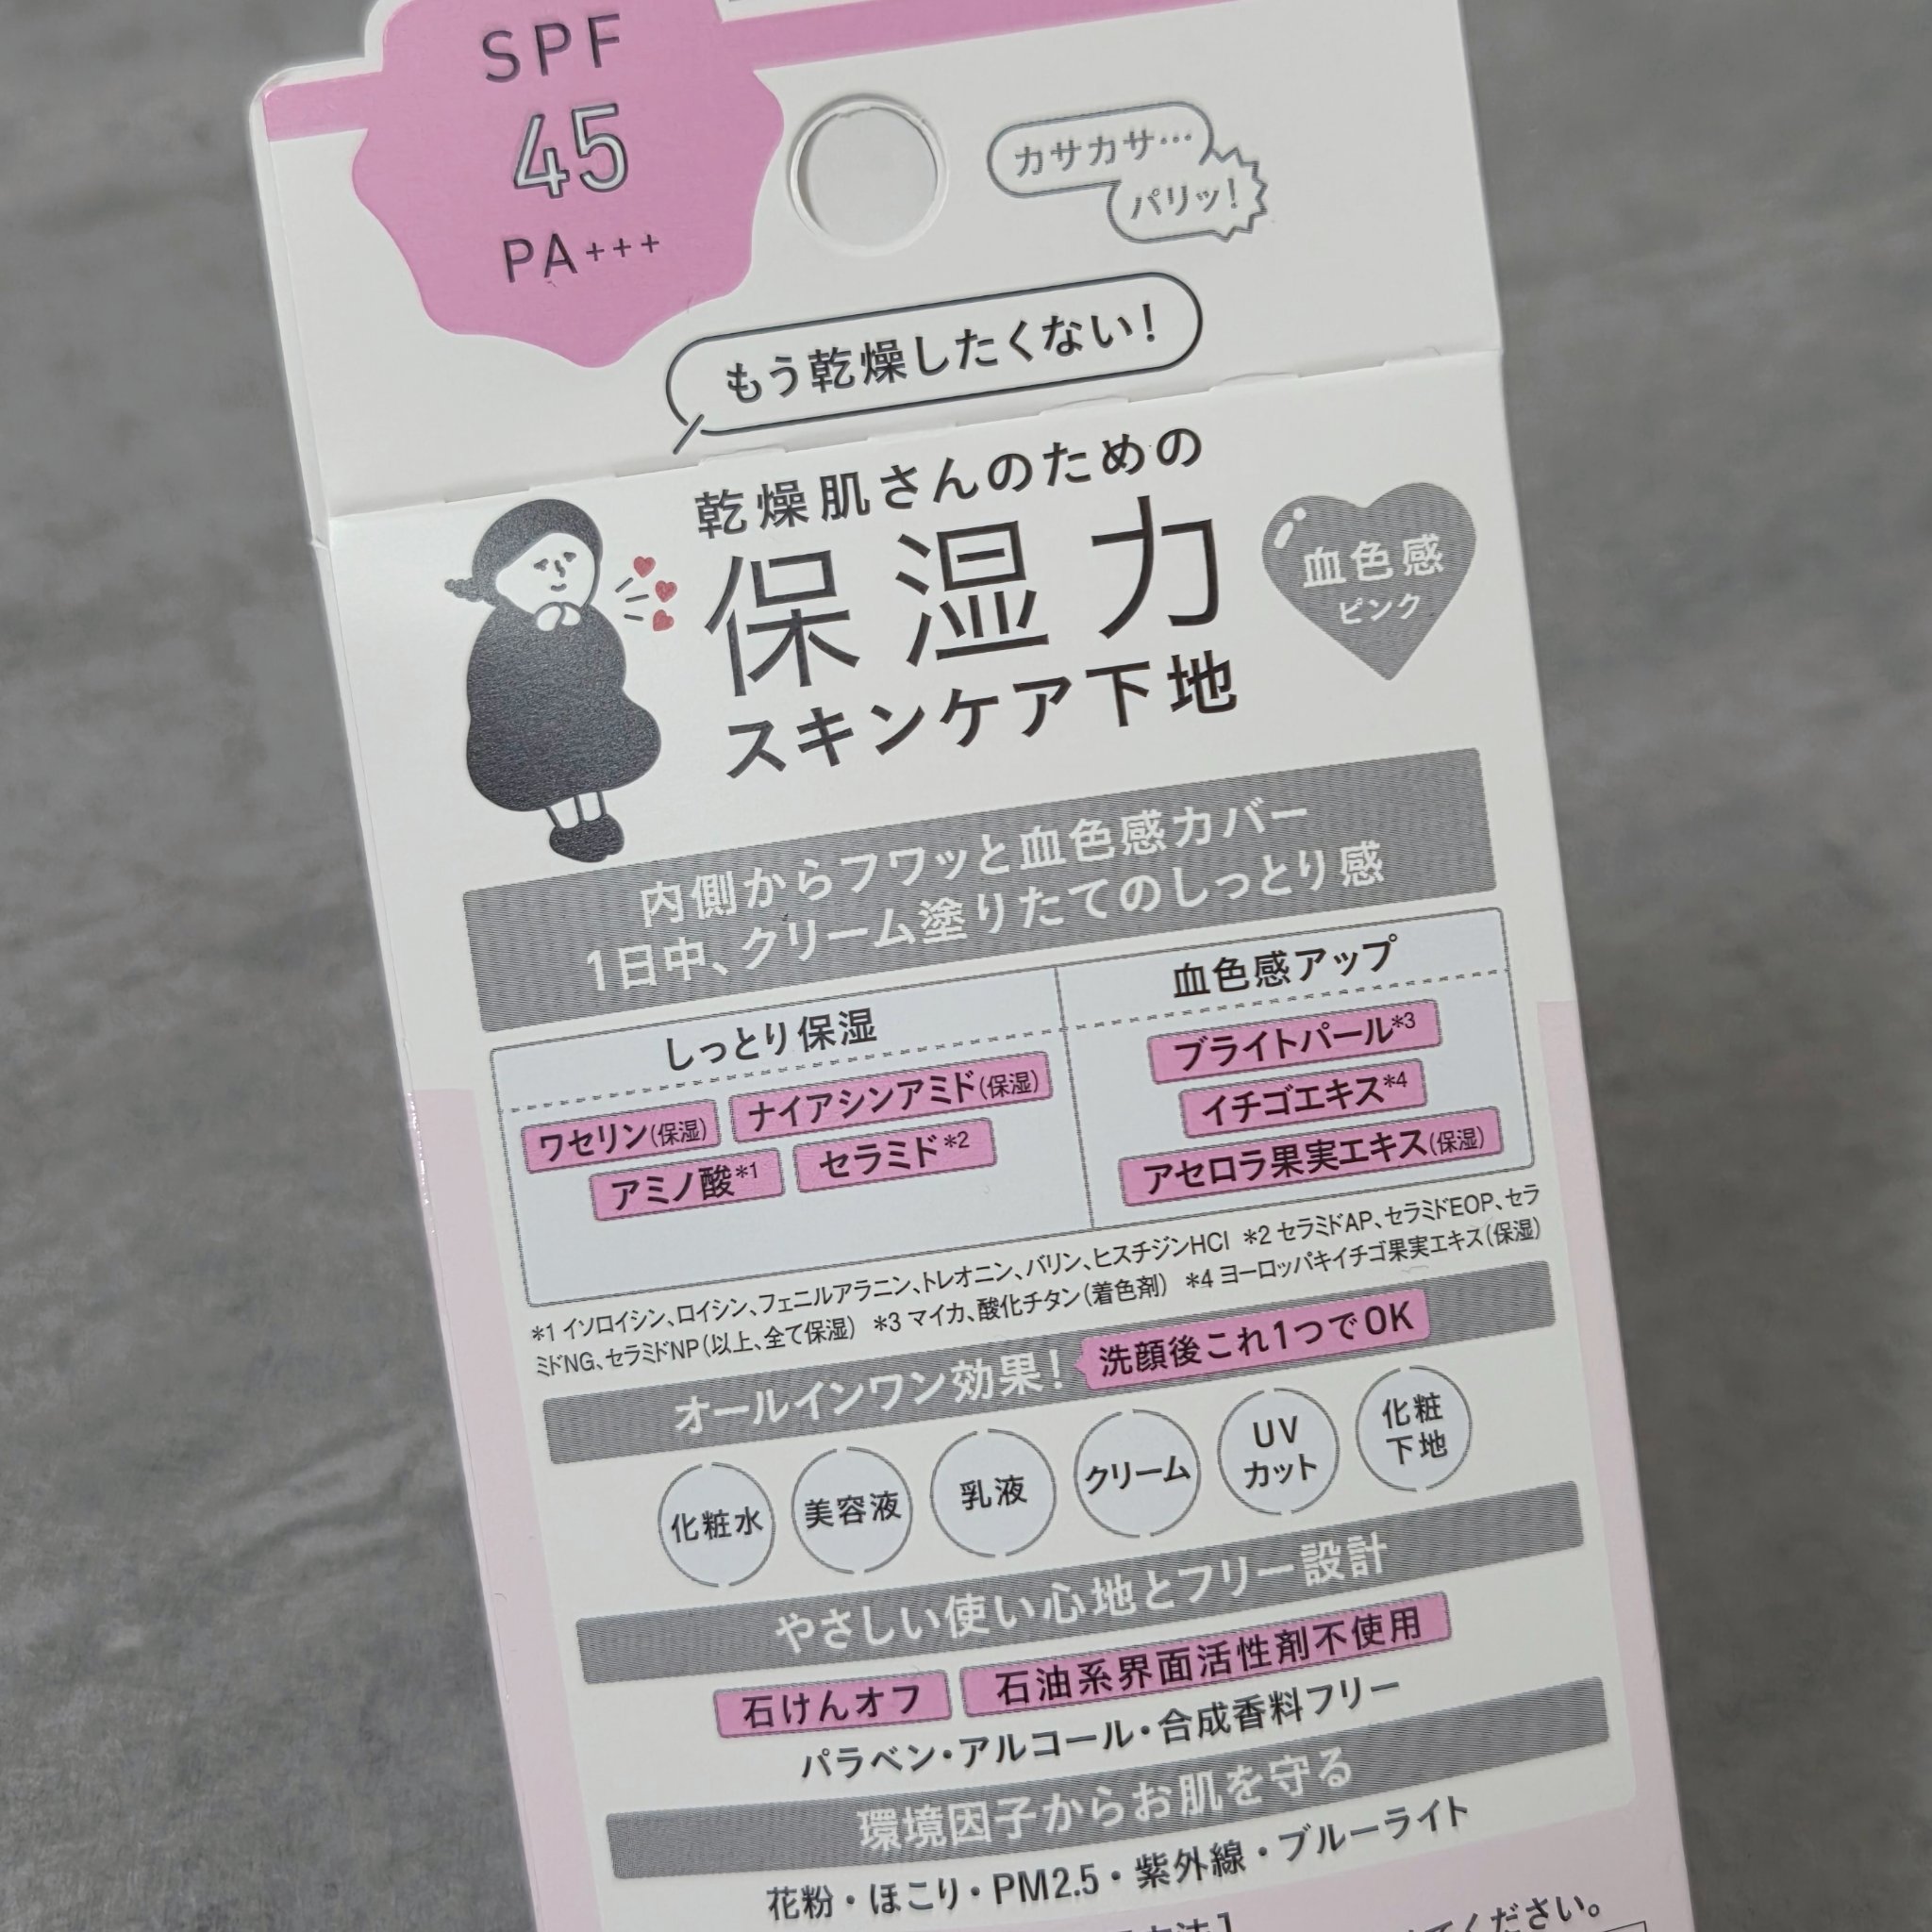 SPF
45
PA+++
カサカサ…
パリッ!
もう乾燥したくない!
乾燥肌さんのための
保湿力
スキンケア下地
血色感
ピンク
内側からフワッと血色感カバー
1日中、クリーム塗りたてのしっとり感
しっとり保湿
ワセリン(保湿) ナイアシンアミド(保湿)
アミノ酸*1 セラミド*2
血色感アップ
ブライトパール*3
イチゴエキス*4
アセロラ果実エキス(保湿)
*1 イソロイシン、ロイシン、フェニルアラニン、トレオニン、バリン、ヒスチジンHCl *2 セラミドAP、セラミドEOP、セラ
ミドNG、セラミドNP(以上、全て保湿) *3 マイカ、酸化チタン(着色剤) *4 ヨーロッパキイチゴ果実エキス(保湿)
オールインワン効果! 洗顔後これ1つでOK
化粧水 美容液 乳液 クリーム UVカット 化粧下地
やさしい使い心地とフリー設計
石けんオフ 石油系界面活性剤不使用
パラベン・アルコール・合成香料フリー
環境因子からお肌を守る
花粉・ほこり・PM2.5・紫外線・ブルーライト
ください。